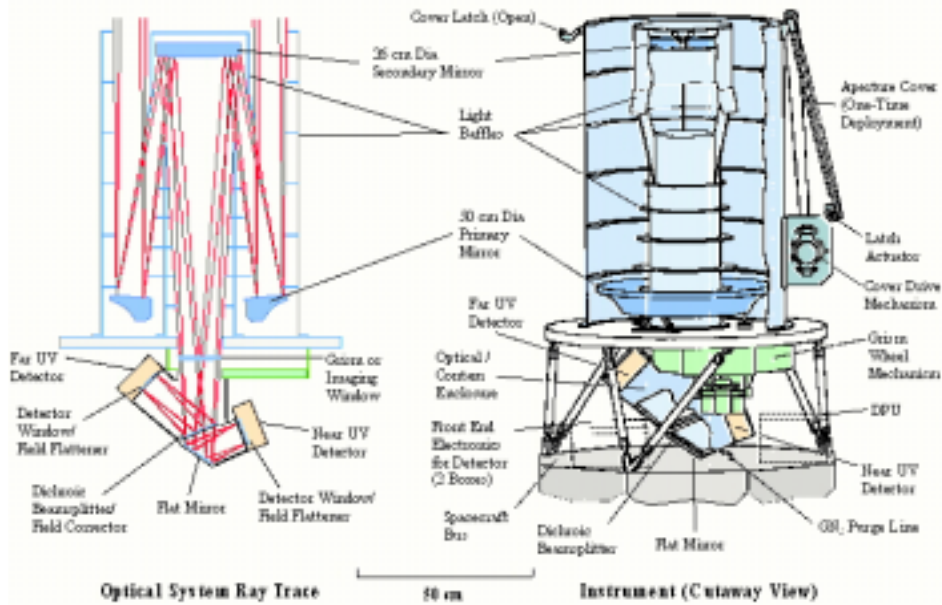 Cover Latch (Open)
26 cm Dia
Secondary Mirror
Aperture Cover
(One-Time
Deployment)
Light
Baffles
50 cm Dia
Primary
Mirror
Latch
Actuator
Cover Drive
Mechanism
Far UV
Detector
Far UV
Detector
Grism or
Imaging
Window
Optical /
Contam
Enclosure
Grism
Wheel
Mechanism
Detector
Window/
Field Flattener
Near UV
Detector
Front End
Electronics
for Detector
(2 Boxes)
DPU
Near UV
Detector
Dichroic
Beamsplitter/
Field Corrector
Flat Mirror
Detector Window/
Field Flattener
Spacecraft
Bus
Dichroic
Beamsplitter
Flat Mirror
GN₂ Purge Line
Optical System Ray Trace
50 cm
Instrument (Cutaway View)